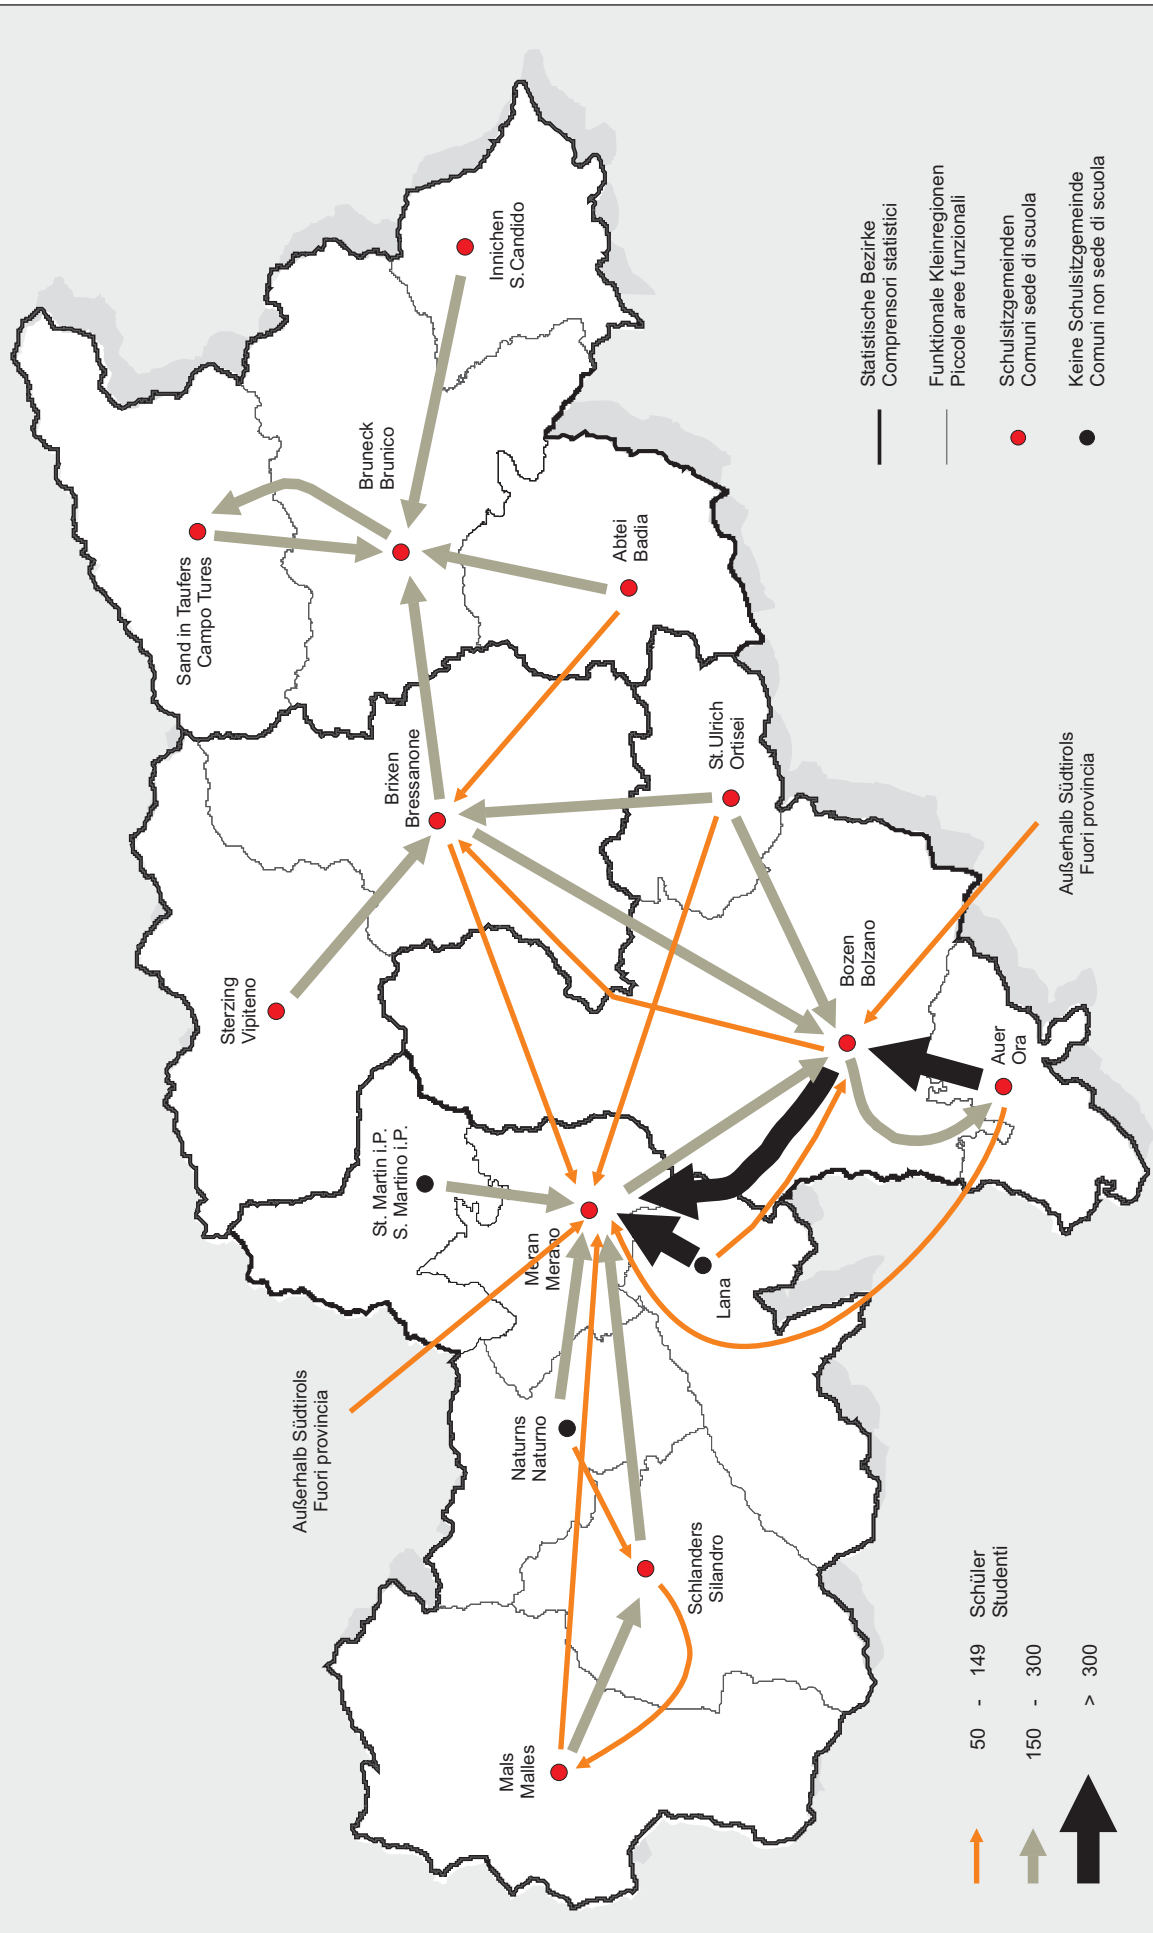 Außerhalb Südtirols
Fuori provincia
Mals
Malles
Schlanders
Silandro
Naturns
Naturno
St. Martin i.P.
S. Martino i.P.
Meran
Merano
Lana
Sterzing
Vipiteno
Brixen
Bressanone
Sand in Taufers
Campo Tures
Bruneck
Brunico
Innichen
S.Candido
Abtei
Badia
St.Ulrich
Ortisei
Bozen
Bolzano
Auer
Ora
Außerhalb Südtirols
Fuori provincia
50 - 149 Schüler
Studenti
150 - 300
> 300
Statistische Bezirke
Comprensori statistici
Funktionale Kleinregionen
Piccole aree funzionali
Schulsitzgemeinden
Comuni sede di scuola
Keine Schulsitzgemeinde
Comuni non sede di scuola